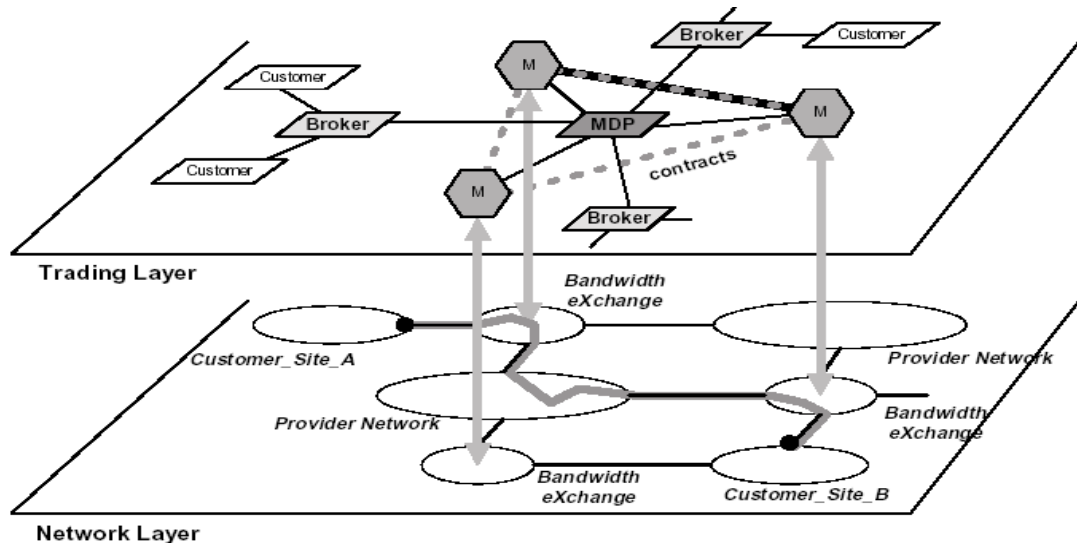 Broker
Customer
M
Customer
M
Broker
MDP
Customer
contracts
M
Broker
Trading Layer
Bandwidth
eXchange
Customer_Site_A
Provider Network
Provider Network
Bandwidth
eXchange
Bandwidth
eXchange
Customer_Site_B
Network Layer